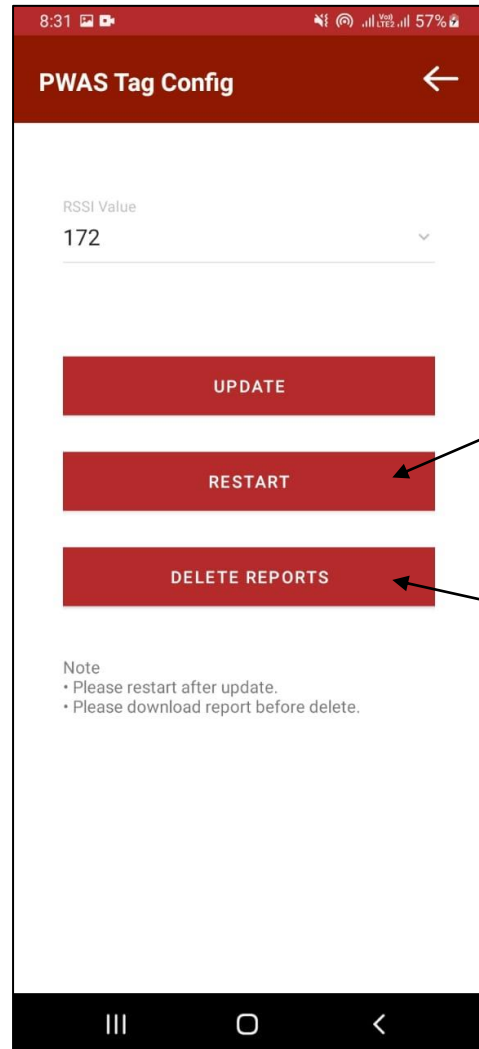 8:31 57%
PWAS Tag Config
RSSI Value
172
UPDATE
RESTART
DELETE REPORTS
Note
• Please restart after update.
• Please download report before delete.